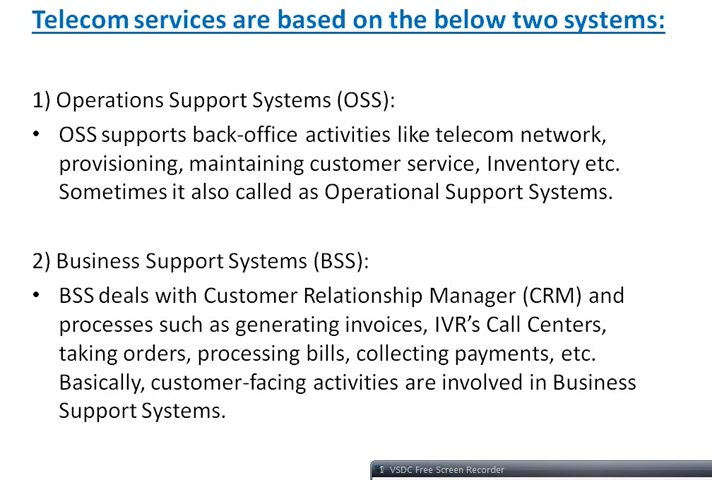 Telecom services are based on the below two systems:
1) Operations Support Systems (OSS):
• OSS supports back-office activities like telecom network,
provisioning, maintaining customer service, Inventory etc.
Sometimes it also called as Operational Support Systems.
2) Business Support Systems (BSS):
• BSS deals with Customer Relationship Manager (CRM) and
processes such as generating invoices, IVR’s Call Centers,
taking orders, processing bills, collecting payments, etc.
Basically, customer-facing activities are involved in Business
Support Systems.
VSDC Free Screen Recorder